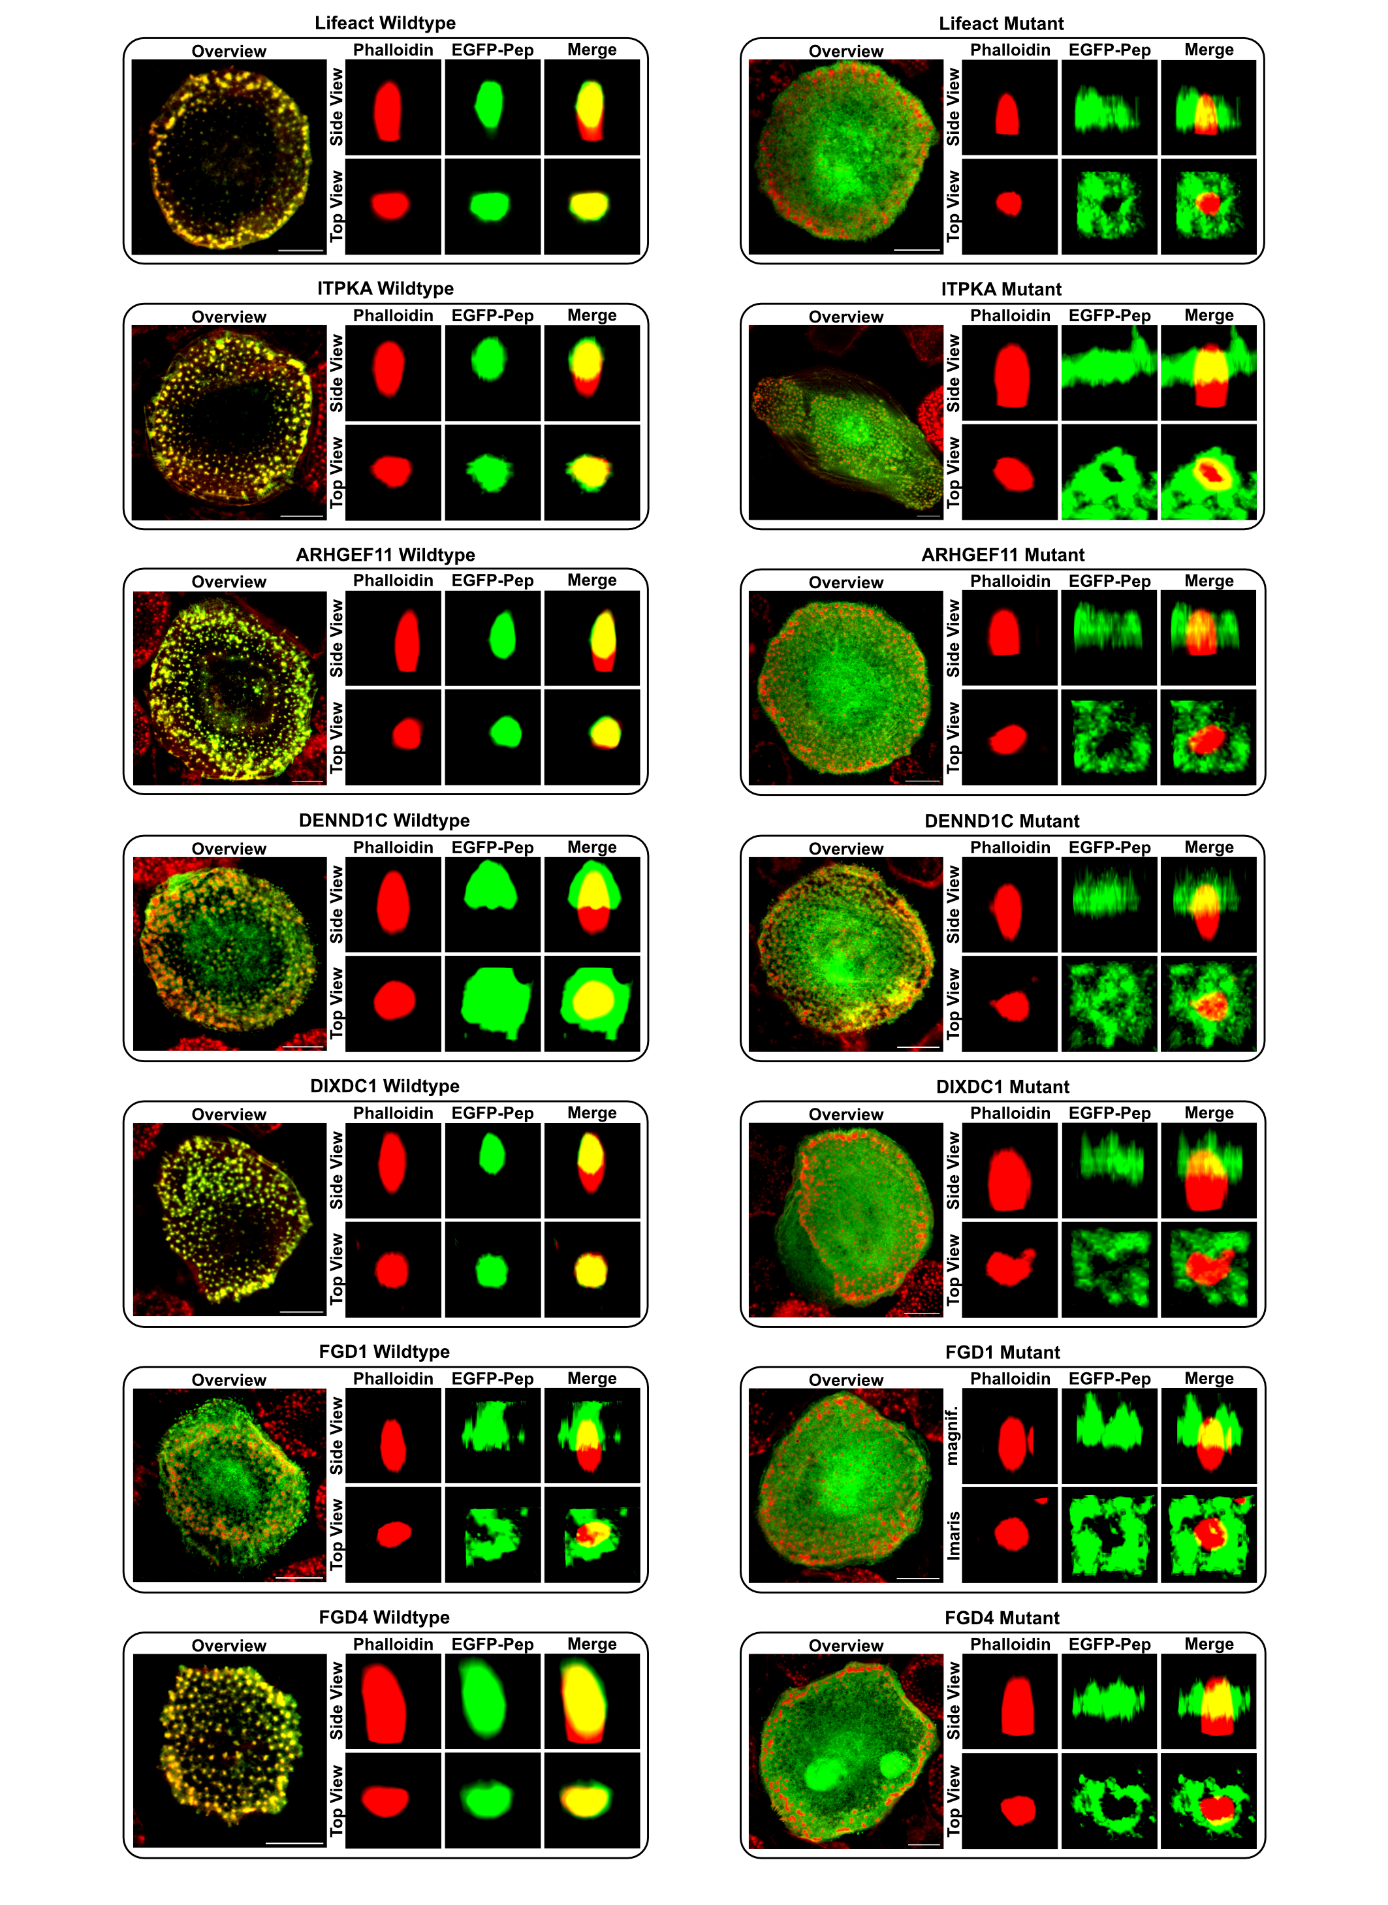 Lifeact Wildtype
Overview Phalloidin EGFP-Pep Merge
Side View
Top View
Lifeact Mutant
Overview Phalloidin EGFP-Pep Merge
Side View
Top View
ITPKA Wildtype
Overview Phalloidin EGFP-Pep Merge
Side View
Top View
ITPKA Mutant
Overview Phalloidin EGFP-Pep Merge
Side View
Top View
ARHGEF11 Wildtype
Overview Phalloidin EGFP-Pep Merge
Side View
Top View
ARHGEF11 Mutant
Overview Phalloidin EGFP-Pep Merge
Side View
Top View
DENND1C Wildtype
Overview Phalloidin EGFP-Pep Merge
Side View
Top View
DENND1C Mutant
Overview Phalloidin EGFP-Pep Merge
Side View
Top View
DIXDC1 Wildtype
Overview Phalloidin EGFP-Pep Merge
Side View
Top View
DIXDC1 Mutant
Overview Phalloidin EGFP-Pep Merge
Side View
Top View
FGD1 Wildtype
Overview Phalloidin EGFP-Pep Merge
Side View
Top View
FGD1 Mutant
Overview Phalloidin EGFP-Pep Merge
magnif.
Imaris
FGD4 Wildtype
Overview Phalloidin EGFP-Pep Merge
Side View
Top View
FGD4 Mutant
Overview Phalloidin EGFP-Pep Merge
Side View
Top View